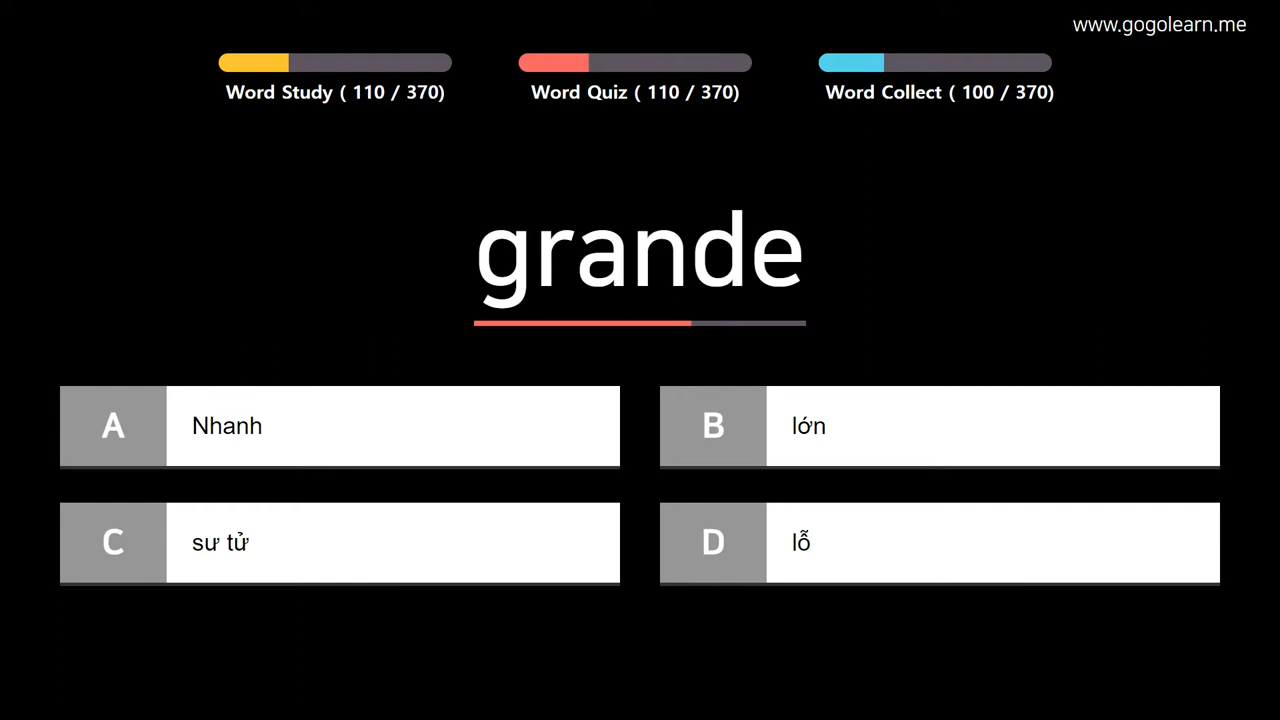 www.gogolearn.me
Word Study ( 110 / 370)
Word Quiz ( 110 / 370)
Word Collect ( 100 / 370)
grande
A Nhanh
B lớn
C sư tử
D lỗ